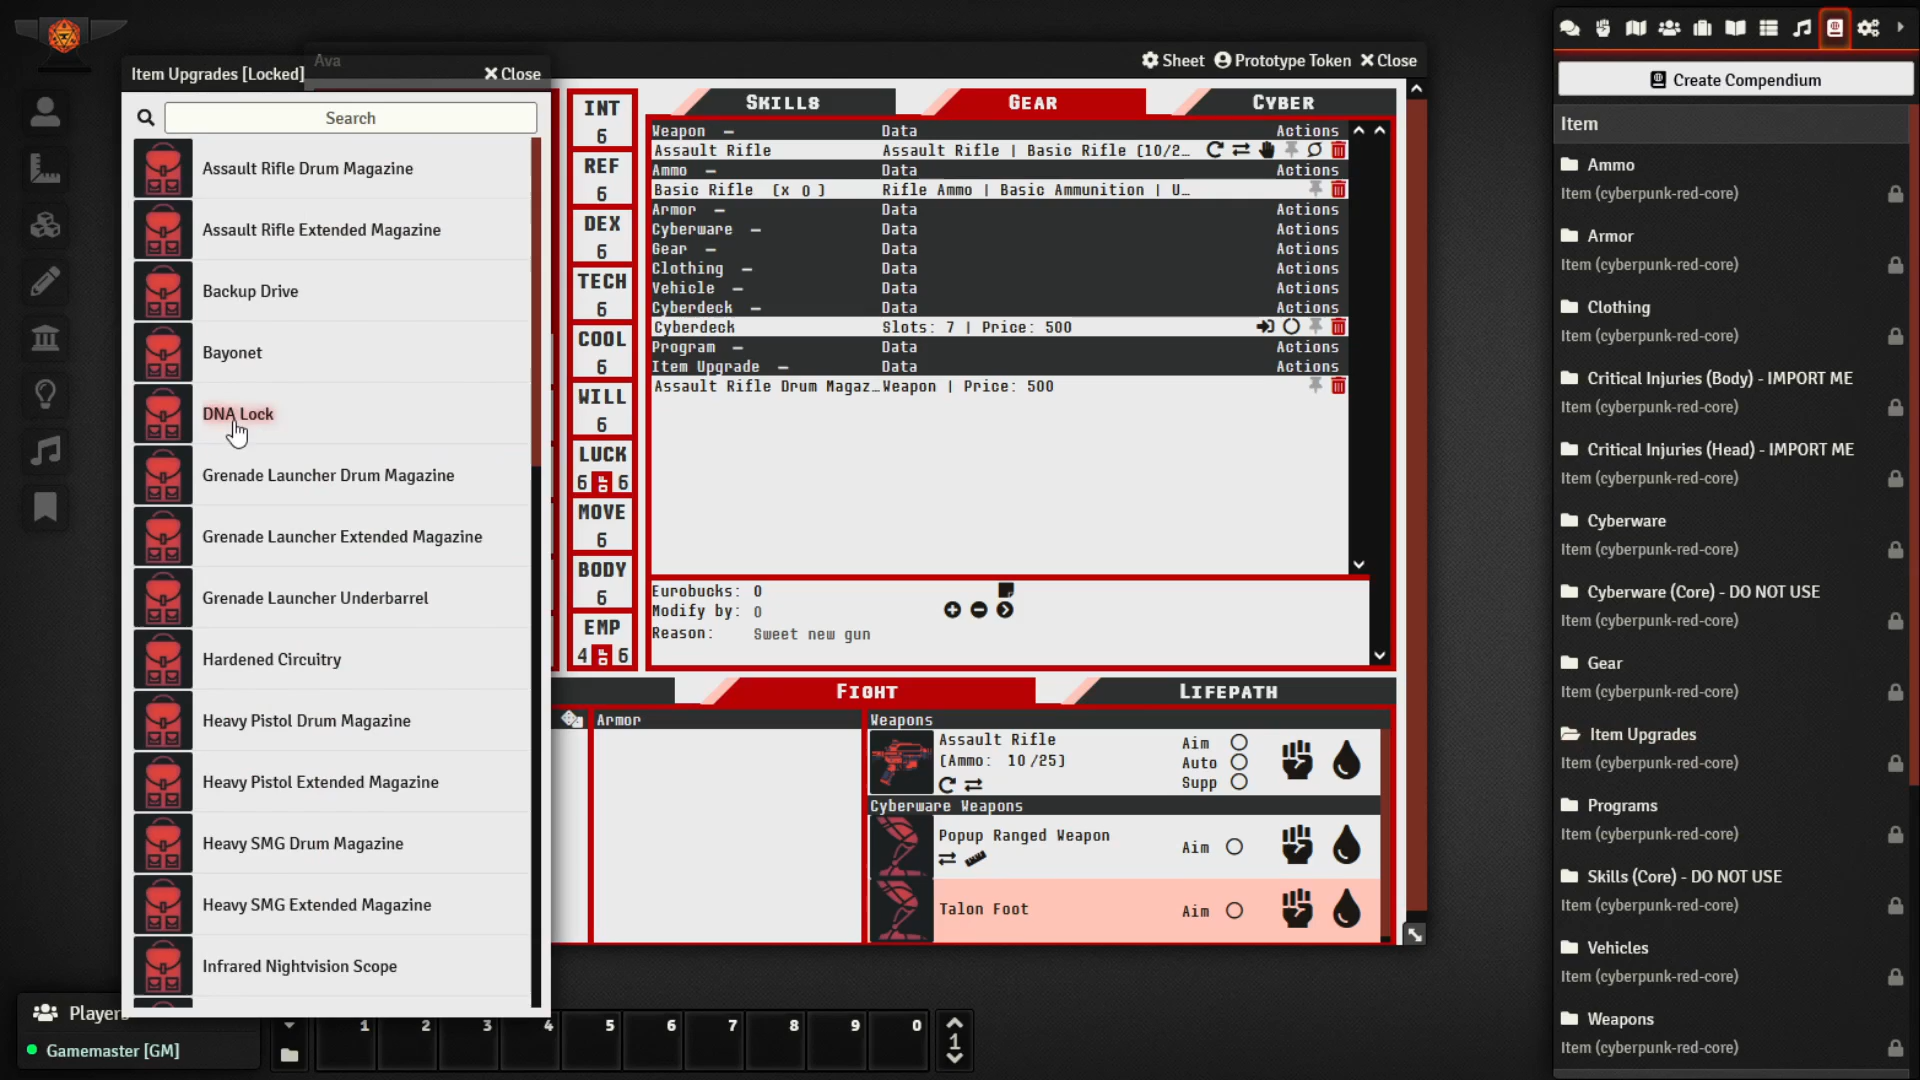 Item Upgrades [Locked]
Close
Search
Assault Rifle Drum Magazine
Assault Rifle Extended Magazine
Backup Drive
Bayonet
DNA Lock
Grenade Launcher Drum Magazine
Grenade Launcher Extended Magazine
Grenade Launcher Underbarrel
Hardened Circuitry
Heavy Pistol Drum Magazine
Heavy Pistol Extended Magazine
Heavy SMG Drum Magazine
Heavy SMG Extended Magazine
Infrared Nightvision Scope
Ava
Sheet Prototype Token Close
INT
6
REF
6
DEX
6
TECH
6
COOL
6
WILL
6
LUCK
6 OF 6
MOVE
6
BODY
6
EMP
4 OF 6
Skills Gear Cyber
Weapon – Data Actions
Assault Rifle Assault Rifle | Basic Rifle (10/2…
Ammo – Data Actions
Basic Rifle (x 0 ) Rifle Ammo | Basic Ammunition | U…
Armor – Data Actions
Cyberware – Data Actions
Gear – Data Actions
Clothing – Data Actions
Vehicle – Data Actions
Cyberdeck – Data Actions
Cyberdeck Slots: 7 | Price: 500
Program – Data Actions
Item Upgrade – Data Actions
Assault Rifle Drum Magaz… Weapon | Price: 500
Eurobucks: 0
Modify by: 0
Reason: Sweet new gun
Fight Lifepath
Armor
Weapons
Assault Rifle
(Ammo: 10 /25)
Aim
Auto
Supp
Cyberware Weapons
Popup Ranged Weapon
Aim
Talon Foot
Aim
Players
Gamemaster [GM]
1 2 3 4 5 6 7 8 9 0
1
Create Compendium
Item
Ammo
Item (cyberpunk-red-core)
Armor
Item (cyberpunk-red-core)
Clothing
Item (cyberpunk-red-core)
Critical Injuries (Body) - IMPORT ME
Item (cyberpunk-red-core)
Critical Injuries (Head) - IMPORT ME
Item (cyberpunk-red-core)
Cyberware
Item (cyberpunk-red-core)
Cyberware (Core) - DO NOT USE
Item (cyberpunk-red-core)
Gear
Item (cyberpunk-red-core)
Item Upgrades
Item (cyberpunk-red-core)
Programs
Item (cyberpunk-red-core)
Skills (Core) - DO NOT USE
Item (cyberpunk-red-core)
Vehicles
Item (cyberpunk-red-core)
Weapons
Item (cyberpunk-red-core)